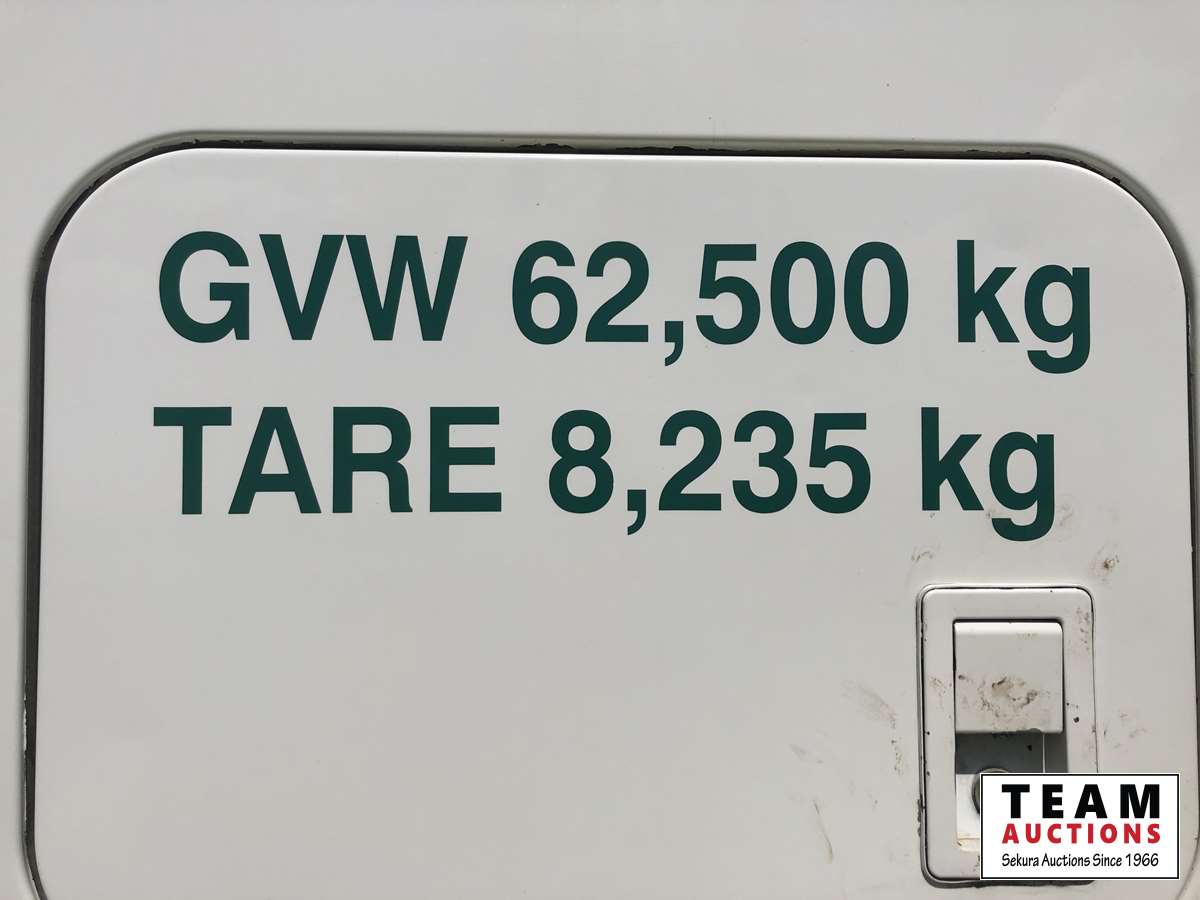 GVW 62,500 kg
TARE 8,235 kg
TEAM
AUCTIONS
Sekura Auctions Since 1966